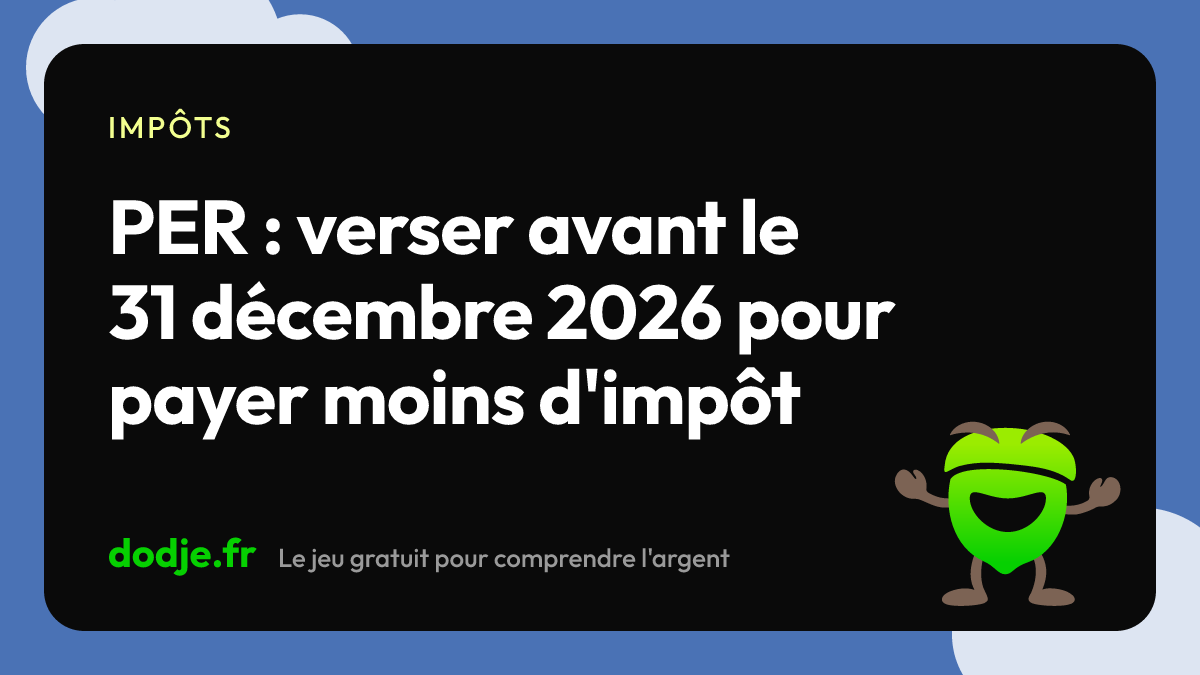 IMPÔTS
PER : verser avant le
31 décembre 2026 pour
payer moins d'impôt
dodje.fr Le jeu gratuit pour comprendre l'argent